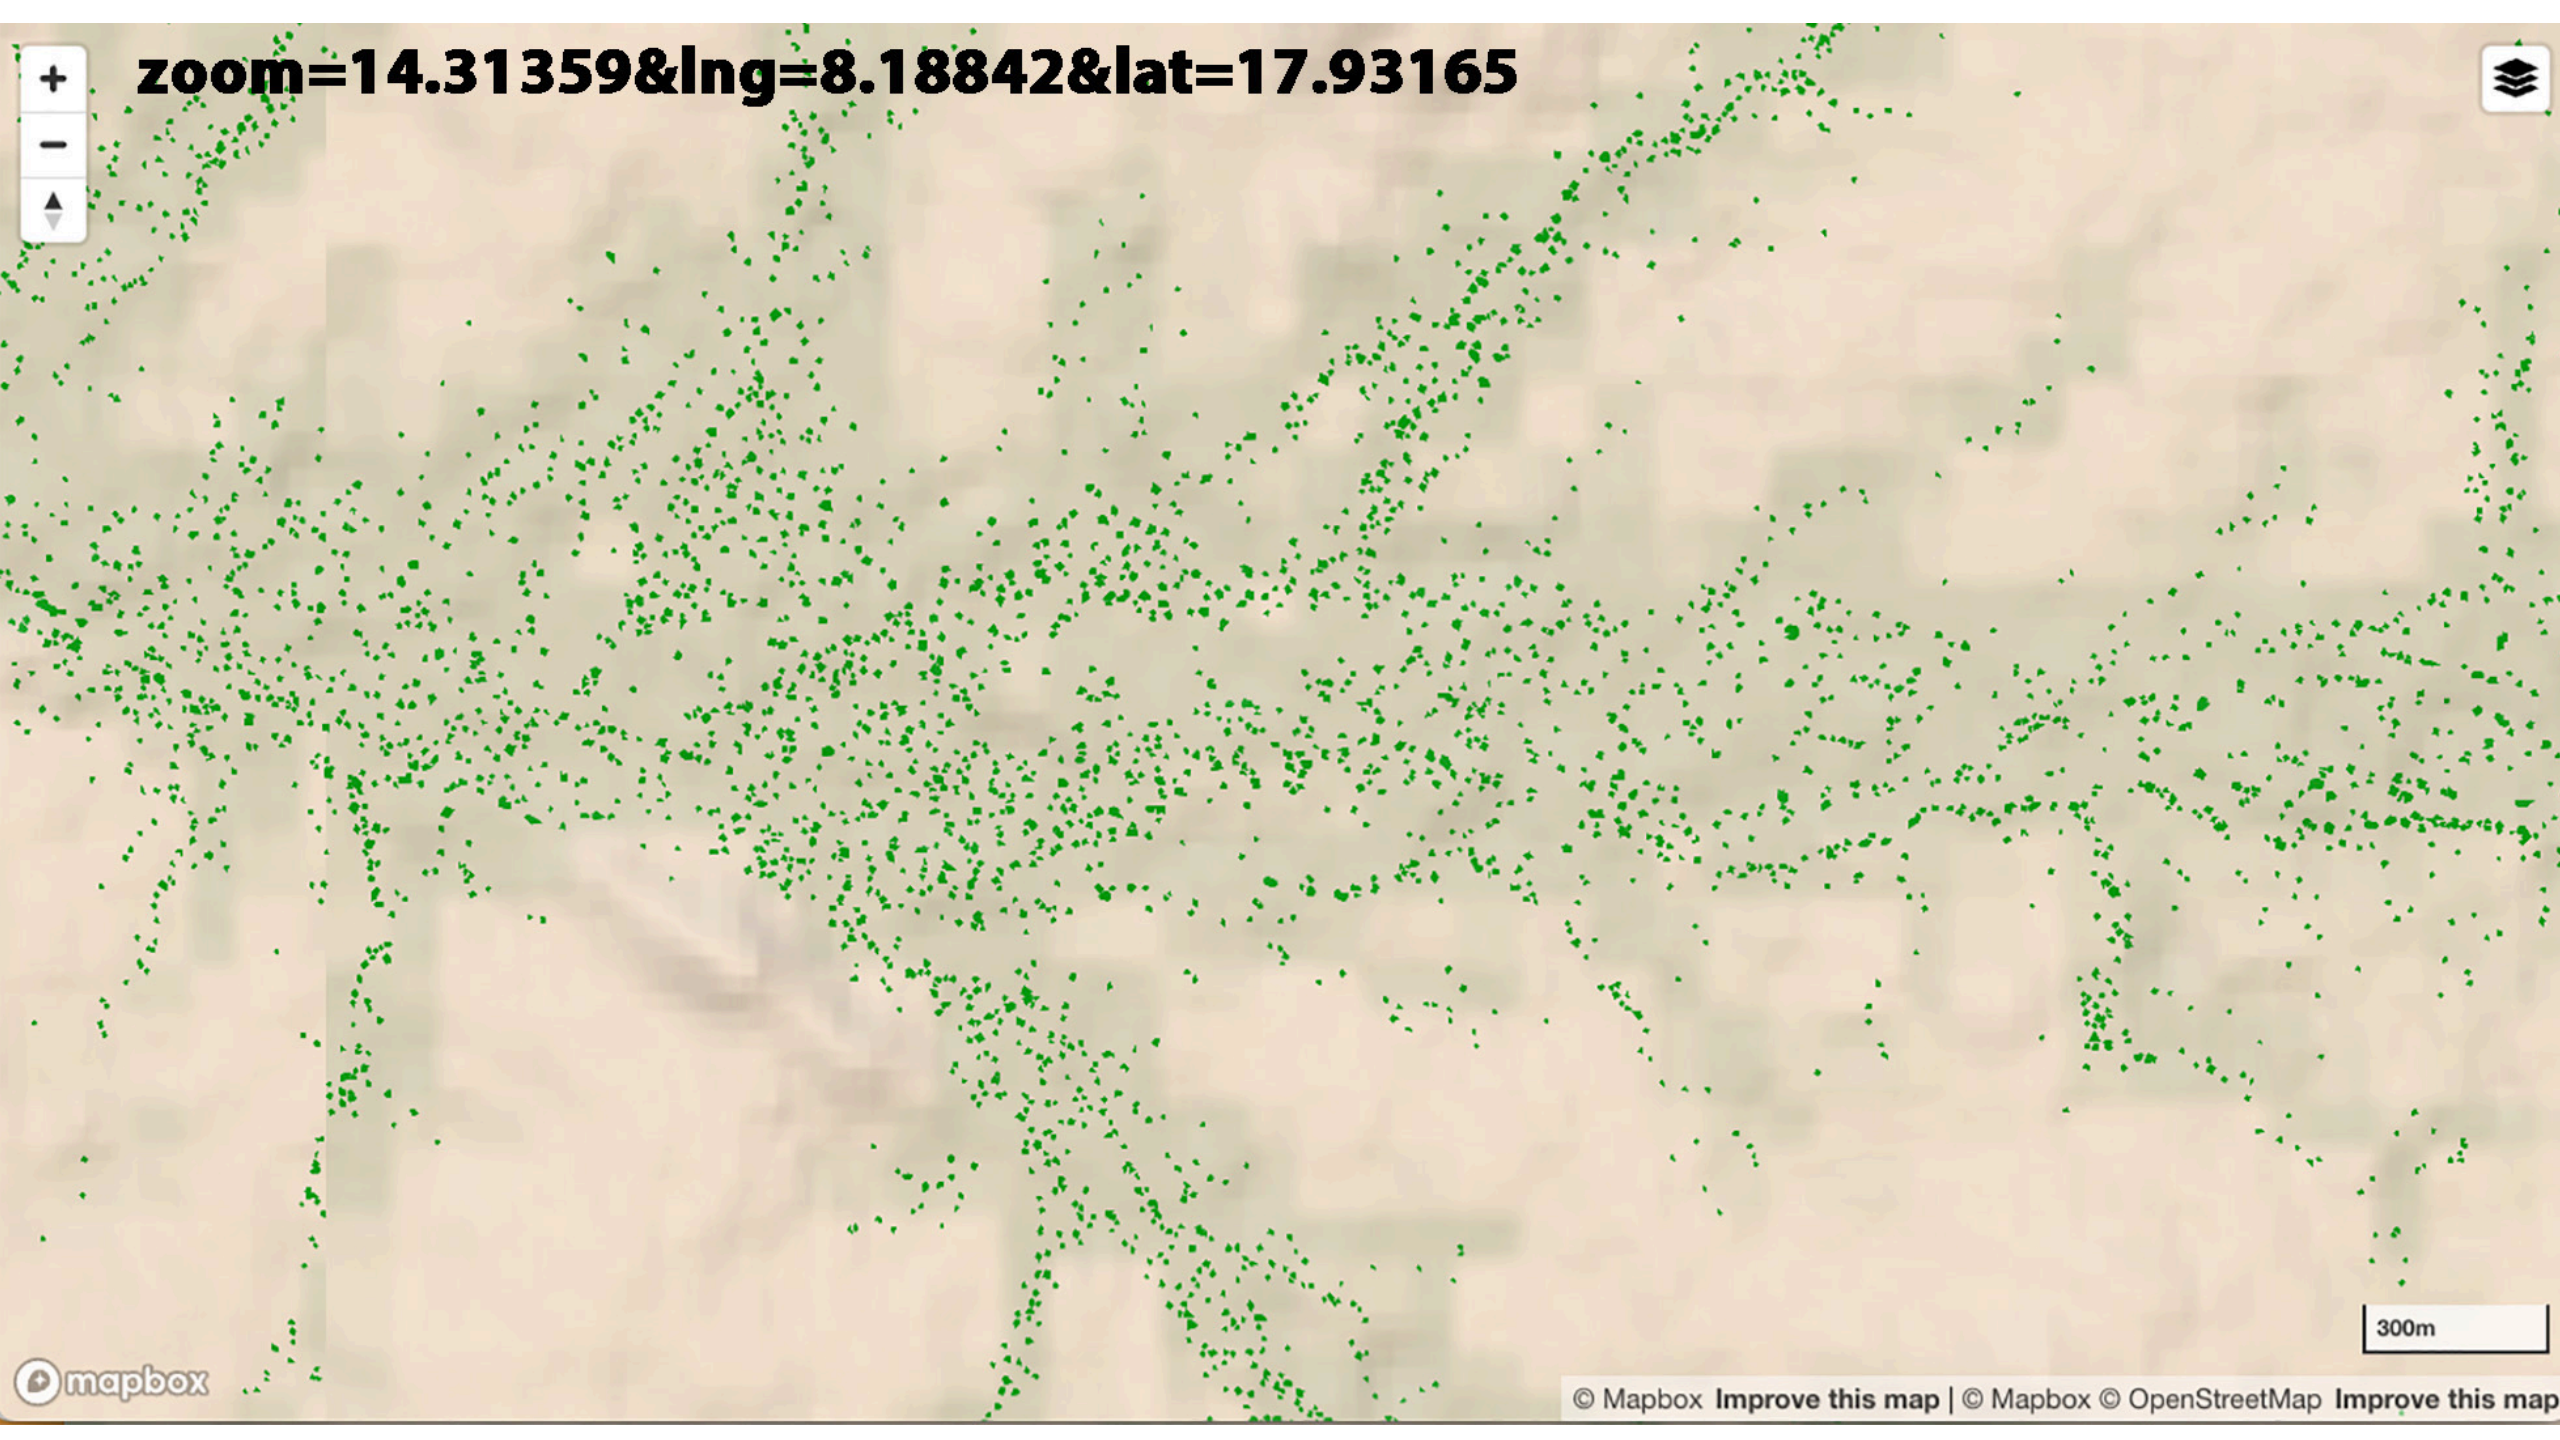 zoom=14.31359&lng=8.18842&lat=17.93165
300m
mapbox
© Mapbox Improve this map | © Mapbox © OpenStreetMap Improve this map